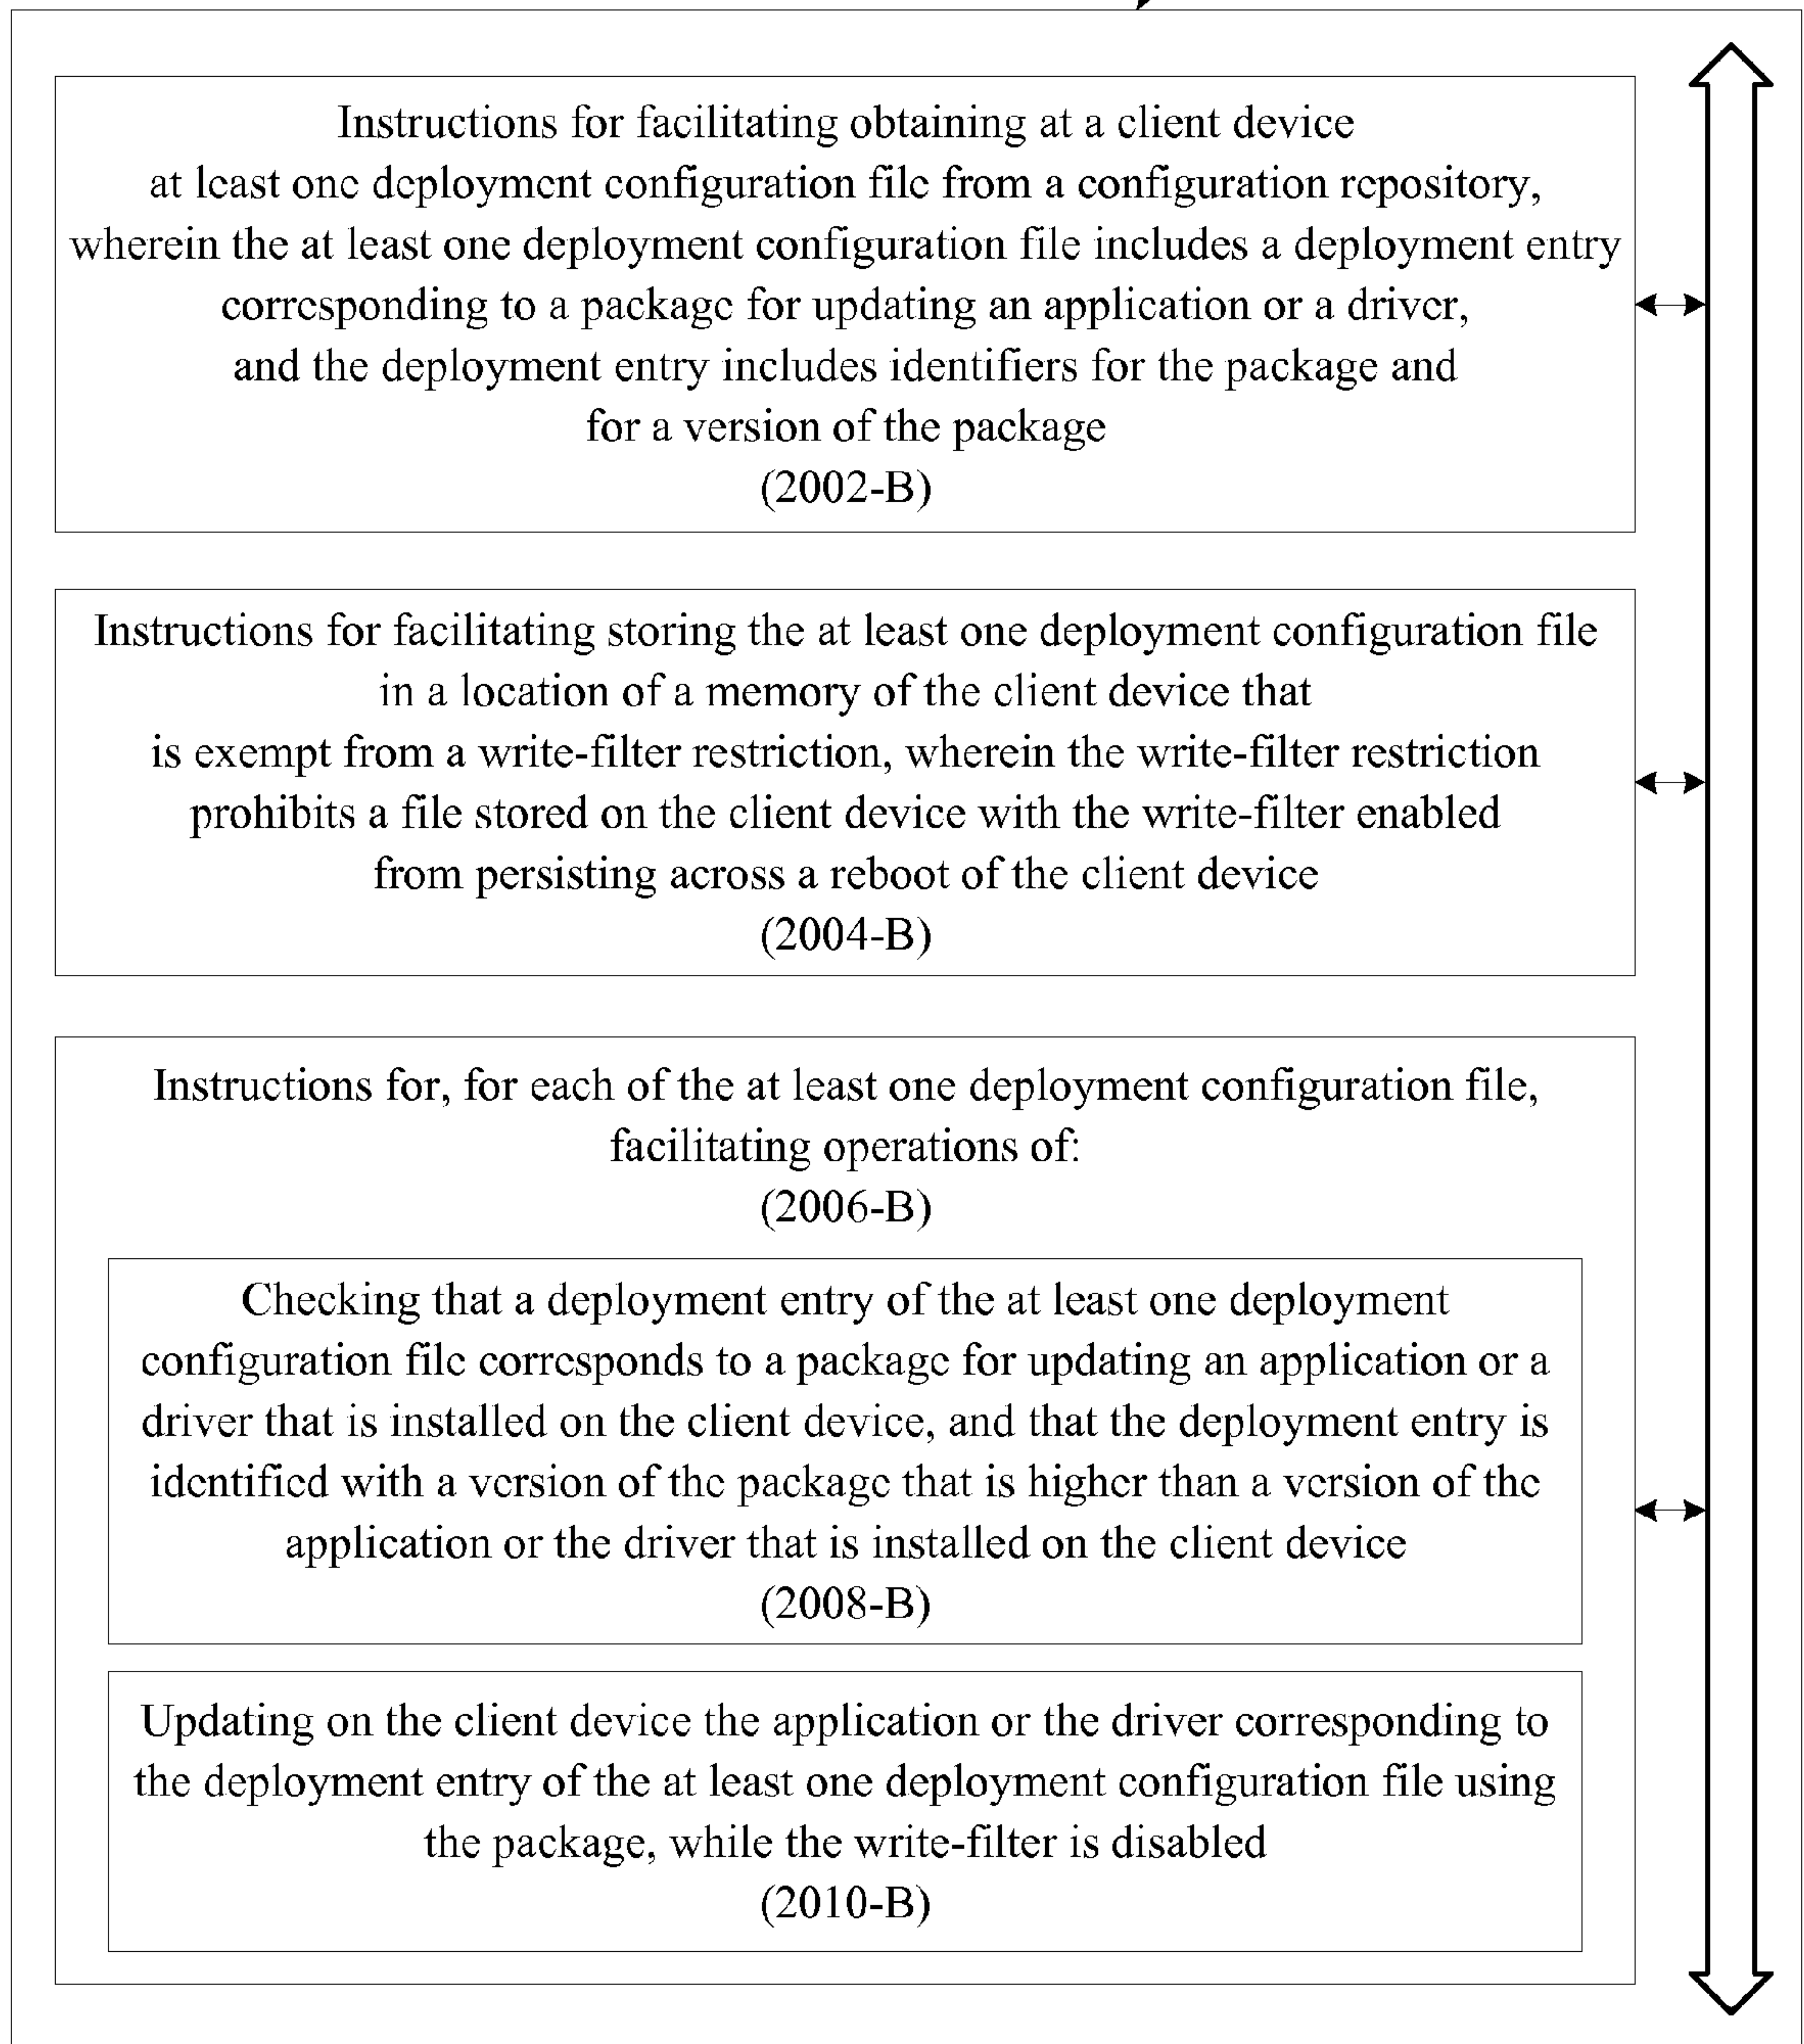 Instructions for facilitating obtaining at a client device
at least one deployment configuration file from a configuration repository,
wherein the at least one deployment configuration file includes a deployment entry
corresponding to a package for updating an application or a driver,
and the deployment entry includes identifiers for the package and
for a version of the package
(2002-B)
Instructions for facilitating storing the at least one deployment configuration file
in a location of a memory of the client device that
is exempt from a write-filter restriction, wherein the write-filter restriction
prohibits a file stored on the client device with the write-filter enabled
from persisting across a reboot of the client device
(2004-B)
Instructions for, for each of the at least one deployment configuration file,
facilitating operations of:
(2006-B)
Checking that a deployment entry of the at least one deployment
configuration file corresponds to a package for updating an application or a
driver that is installed on the client device, and that the deployment entry is
identified with a version of the package that is higher than a version of the
application or the driver that is installed on the client device
(2008-B)
Updating on the client device the application or the driver corresponding to
the deployment entry of the at least one deployment configuration file using
the package, while the write-filter is disabled
(2010-B)